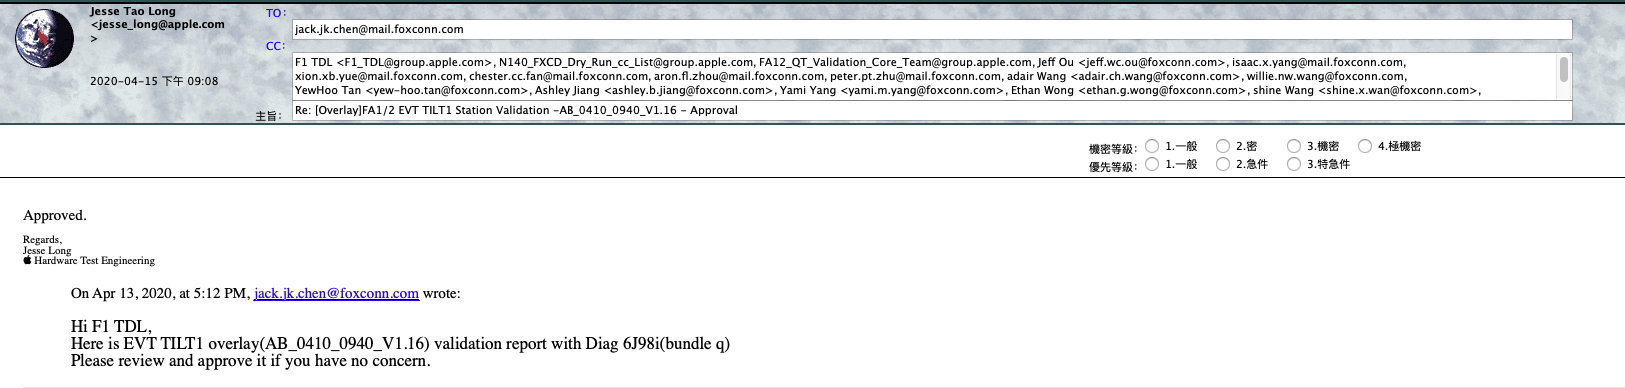 Jesse Tao Long
<jesse_long@apple.com
>
2020-04-15 下午 09:08
TO:
jack.jk.chen@mail.foxconn.com
CC:
F1 TDL <F1_TDL@group.apple.com>, N140_FXCD_Dry_Run_cc_List@group.apple.com, FA12_QT_Validation_Core_Team@group.apple.com, Jeff Ou <jeff.wc.ou@foxconn.com>, isaac.x.yang@mail.foxconn.com,
xion.xb.yue@mail.foxconn.com, chester.cc.fan@mail.foxconn.com, aron.fl.zhou@mail.foxconn.com, peter.pt.zhu@mail.foxconn.com, adair Wang <adair.ch.wang@foxconn.com>, willie.nw.wang@foxconn.com,
YewHoo Tan <yew-hoo.tan@foxconn.com>, Ashley Jiang <ashley.b.jiang@foxconn.com>, Yami Yang <yami.m.yang@foxconn.com>, Ethan Wong <ethan.g.wong@foxconn.com>, shine Wang <shine.x.wan@foxconn.com>,
主旨: Re: [Overlay]FA1/2 EVT TILT1 Station Validation -AB_0410_0940_V1.16 - Approval
機密等級: 1.一般 2.密 3.機密 4.極機密
優先等級: 1.一般 2.急件 3.特急件
Approved.
Regards,
Jesse Long
Hardware Test Engineering
On Apr 13, 2020, at 5:12 PM, jack.jk.chen@foxconn.com wrote:
Hi F1 TDL,
Here is EVT TILT1 overlay(AB_0410_0940_V1.16) validation report with Diag 6J98i(bundle q)
Please review and approve it if you have no concern.